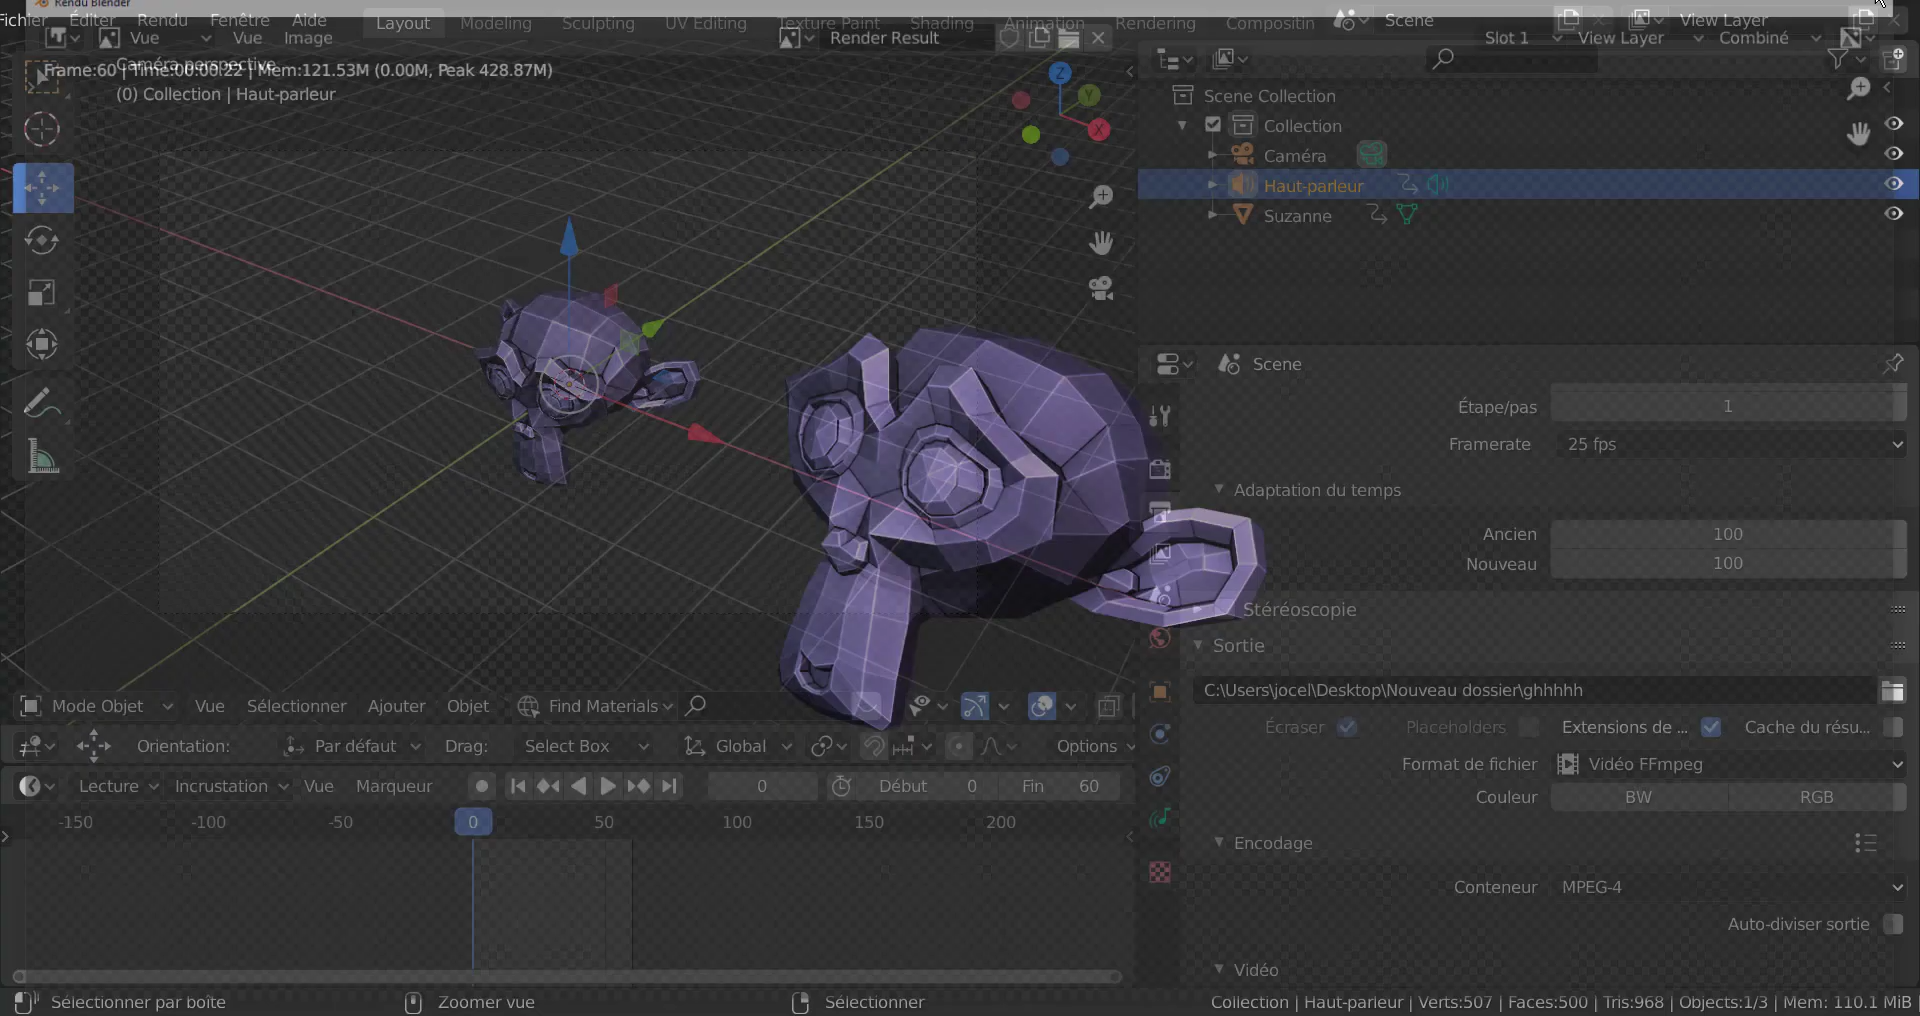 Rendu Blender
Fichier Éditer Rendu Fenêtre Aide Layout Modeling Sculpting UV Editing Texture Paint Shading Animation Rendering Scene View Layer
Vue Vue Image Render Result Slot 1 View Layer Combiné
Caméra perspective
Frame:60 | Time:00:00:22 | Mem:121.53M (0.00M, Peak 428.87M)
(0) Collection | Haut-parleur
Z
Y
X
Scene Collection
Collection
Caméra
Haut-parleur
Suzanne
Scene
Étape/pas 1
Framerate 25 fps
Adaptation du temps
Ancien 100
Nouveau 100
Stéréoscopie
Sortie
C:\Users\jocel\Desktop\Nouveau dossier\ghhhhh
Écraser Placeholders Extensions de ... Cache du résu...
Format de fichier Vidéo FFmpeg
Couleur BW RGB
Encodage
Conteneur MPEG-4
Auto-diviser sortie
Vidéo
Mode Objet Vue Sélectionner Ajouter Objet Find Materials
Orientation: Par défaut Drag: Select Box Global Options
Lecture Incrustation Vue Marqueur 0 Début 0 Fin 60
-150 -100 -50 0 50 100 150 200
Sélectionner par boîte Zoomer vue Sélectionner Collection | Haut-parleur | Verts:507 | Faces:500 | Tris:968 | Objects:1/3 | Mem: 110.1 MiB